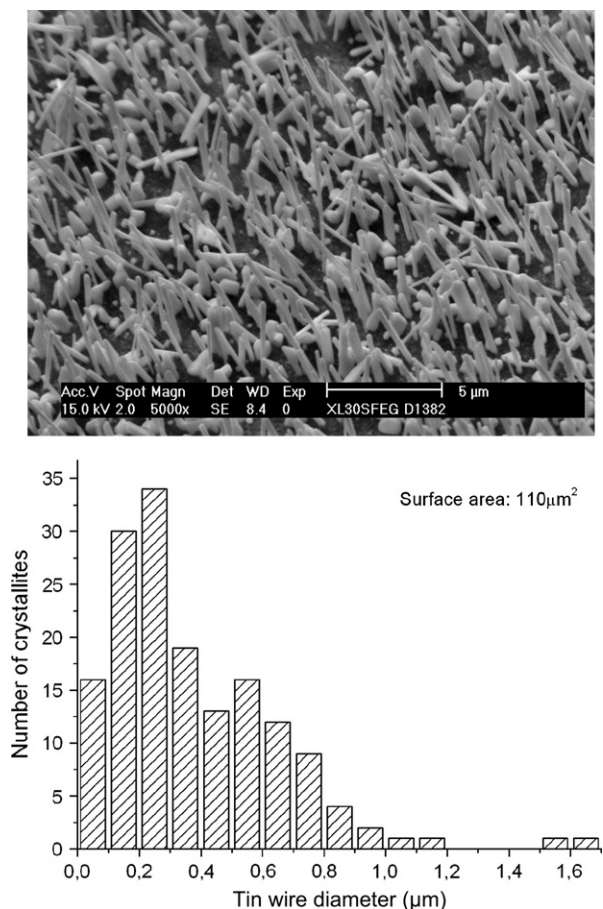 Acc.V Spot Magn Det WD Exp 5 µm
15.0 kV 2.0 5000x SE 8.4 0 XL30SFEG D1382
Surface area: 110µm²
Number of crystallites
35
30
25
20
15
10
5
0
0,0 0,2 0,4 0,6 0,8 1,0 1,2 1,4 1,6
Tin wire diameter (µm)